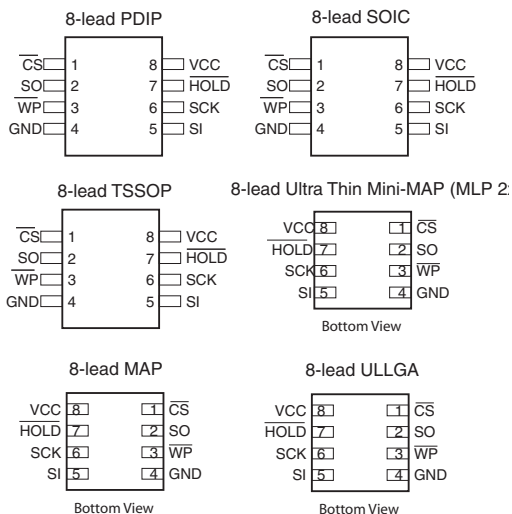 8-lead PDIP
CS 1 8 VCC
SO 2 7 HOLD
WP 3 6 SCK
GND 4 5 SI
8-lead SOIC
CS 1 8 VCC
SO 2 7 HOLD
WP 3 6 SCK
GND 4 5 SI
8-lead TSSOP
CS 1 8 VCC
SO 2 7 HOLD
WP 3 6 SCK
GND 4 5 SI
8-lead Ultra Thin Mini-MAP (MLP 2
VCC 8 1 CS
HOLD 7 2 SO
SCK 6 3 WP
SI 5 4 GND
Bottom View
8-lead MAP
VCC 8 1 CS
HOLD 7 2 SO
SCK 6 3 WP
SI 5 4 GND
Bottom View
8-lead ULLGA
VCC 8 1 CS
HOLD 7 2 SO
SCK 6 3 WP
SI 5 4 GND
Bottom View